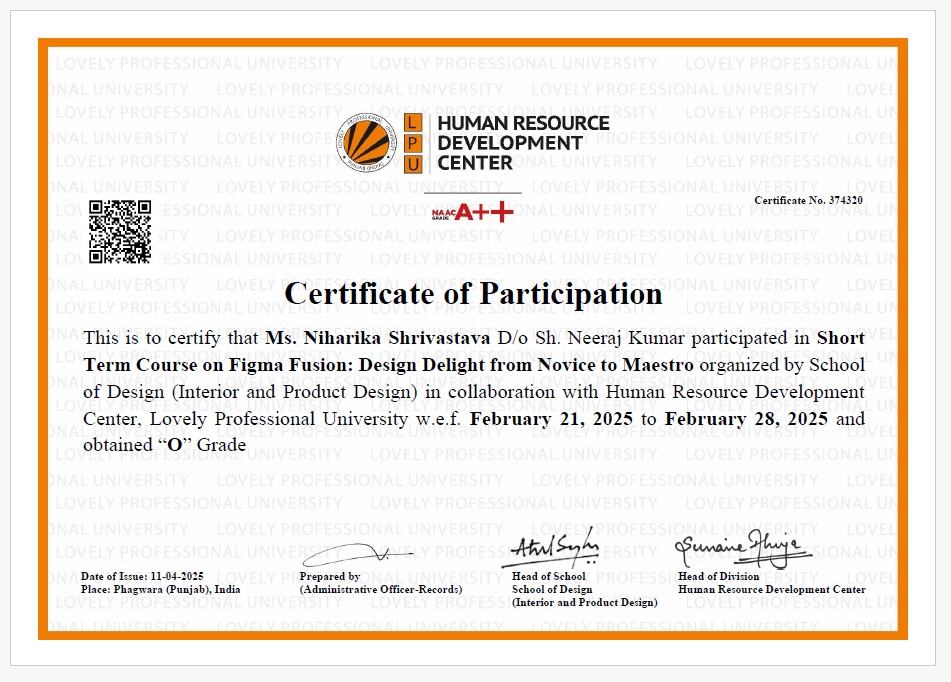 LOVELY PROFESSIONAL UNIVERSITY
L
P
U
HUMAN RESOURCE
DEVELOPMENT
CENTER
NAAC
GRADE A++
Certificate No. 374320
Certificate of Participation
This is to certify that Ms. Niharika Shrivastava D/o Sh. Neeraj Kumar participated in Short
Term Course on Figma Fusion: Design Delight from Novice to Maestro organized by School
of Design (Interior and Product Design) in collaboration with Human Resource Development
Center, Lovely Professional University w.e.f. February 21, 2025 to February 28, 2025 and
obtained “O” Grade
Date of Issue: 11-04-2025
Place: Phagwara (Punjab), India
Prepared by
(Administrative Officer-Records)
Head of School
School of Design
(Interior and Product Design)
Head of Division
Human Resource Development Center